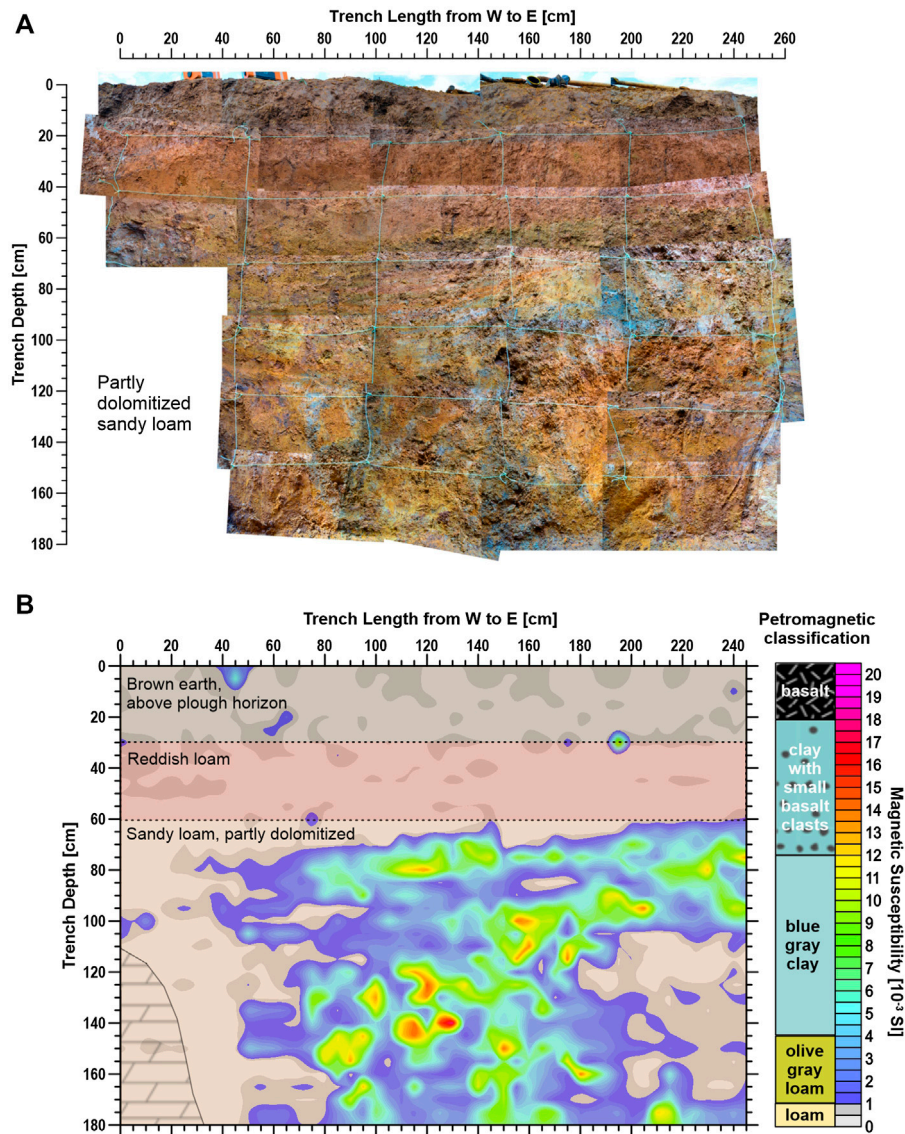 A
Trench Length from W to E [cm]
0 20 40 60 80 100 120 140 160 180 200 220 240 260
Trench Depth [cm]
0
20
40
60
80
100
120
140
160
180
Partly
dolomitized
sandy loam
B
Trench Length from W to E [cm]
0 20 40 60 80 100 120 140 160 180 200 220 240
Trench Depth [cm]
0
20
40
60
80
100
120
140
160
180
Brown earth,
above plough horizon
Reddish loam
Sandy loam, partly dolomitized
Petromagnetic
classification
basalt
clay
with
small
basalt
clasts
blue
gray
clay
olive
gray
loam
loam
20
19
18
17
16
15
14
13
12
11
10
9
8
7
6
5
4
3
2
1
0
Magnetic Susceptibility [10⁻³ SI]